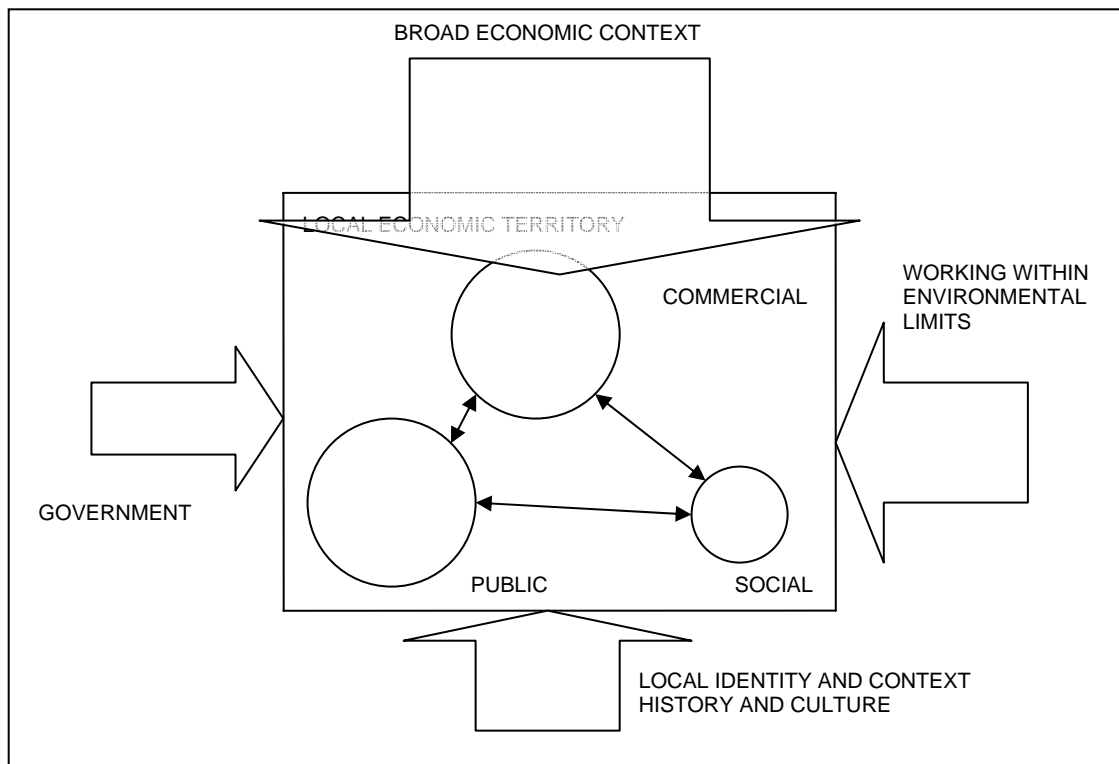 BROAD ECONOMIC CONTEXT
LOCAL ECONOMIC TERRITORY
COMMERCIAL
WORKING WITHIN
ENVIRONMENTAL
LIMITS
GOVERNMENT
PUBLIC
SOCIAL
LOCAL IDENTITY AND CONTEXT
HISTORY AND CULTURE